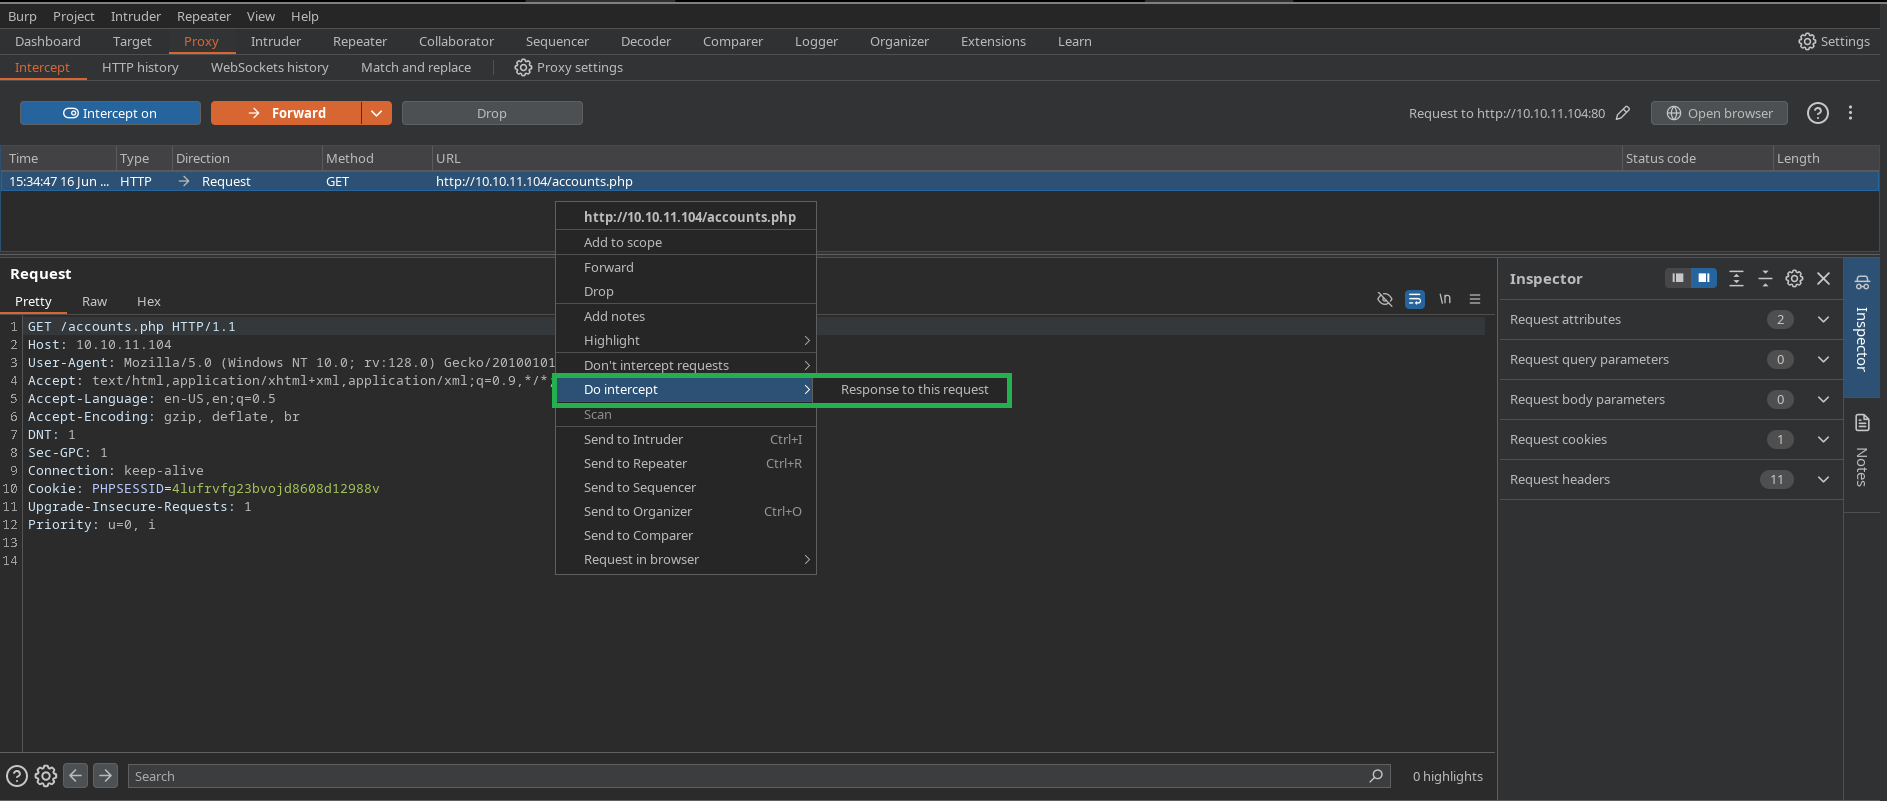 Burp Project Intruder Repeater View Help
Dashboard Target Proxy Intruder Repeater Collaborator Sequencer Decoder Comparer Logger Organizer Extensions Learn Settings
Intercept HTTP history WebSockets history Match and replace Proxy settings
Intercept on Forward Drop Request to http://10.10.11.104:80 Open browser
Time Type Direction Method URL Status code Length
15:34:47 16 Jun ... HTTP Request GET http://10.10.11.104/accounts.php
http://10.10.11.104/accounts.php
Add to scope
Forward
Drop
Add notes
Highlight
Don't intercept requests
Do intercept
Response to this request
Scan
Send to Intruder Ctrl+I
Send to Repeater Ctrl+R
Send to Sequencer
Send to Organizer Ctrl+O
Send to Comparer
Request in browser
Request
Pretty Raw Hex
\n
1 GET /accounts.php HTTP/1.1
2 Host: 10.10.11.104
3 User-Agent: Mozilla/5.0 (Windows NT 10.0; rv:128.0) Gecko/20100101
4 Accept: text/html,application/xhtml+xml,application/xml;q=0.9,*/*;
5 Accept-Language: en-US,en;q=0.5
6 Accept-Encoding: gzip, deflate, br
7 DNT: 1
8 Sec-GPC: 1
9 Connection: keep-alive
10 Cookie: PHPSESSID=4lufrvfg23bvojd8608d12988v
11 Upgrade-Insecure-Requests: 1
12 Priority: u=0, i
13
14
Inspector
Request attributes 2
Request query parameters 0
Request body parameters 0
Request cookies 1
Request headers 11
Inspector
Notes
Search
0 highlights